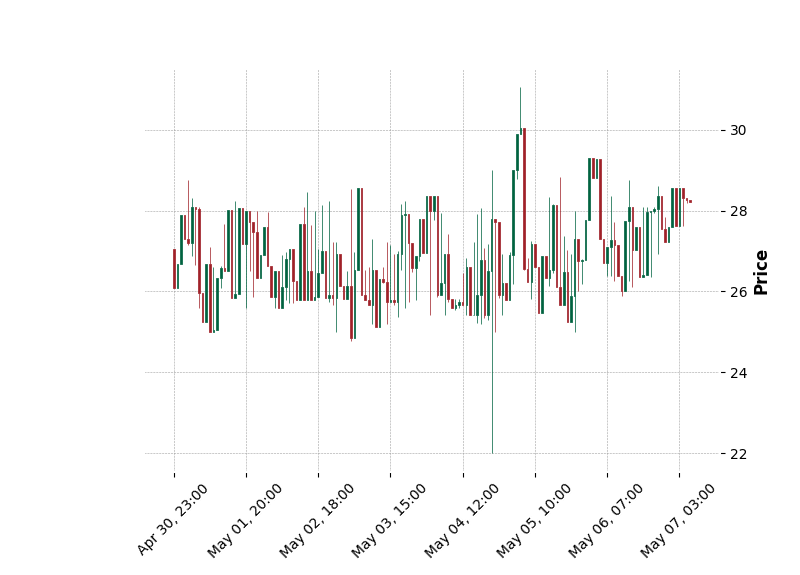 30
28
26
24
22
Price
Apr 30, 23:00
May 01, 20:00
May 02, 18:00
May 03, 15:00
May 04, 12:00
May 05, 10:00
May 06, 07:00
May 07, 03:00